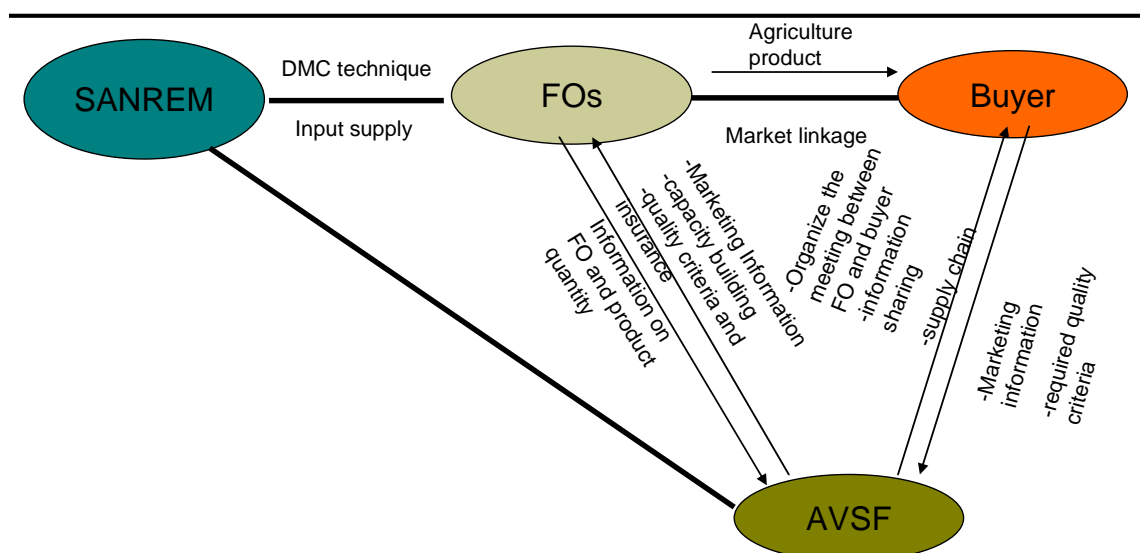 SANREM
DMC technique
Input supply
FOs
Agriculture
product
Market linkage
Buyer
Information on
FO and product
quantity
-Marketing Information
-capacity building
-quality criteria and
insurance
-Organize the
meeting between
FO and buyer
-information
sharing
-supply chain
-Marketing
information
-required quality
criteria
AVSF